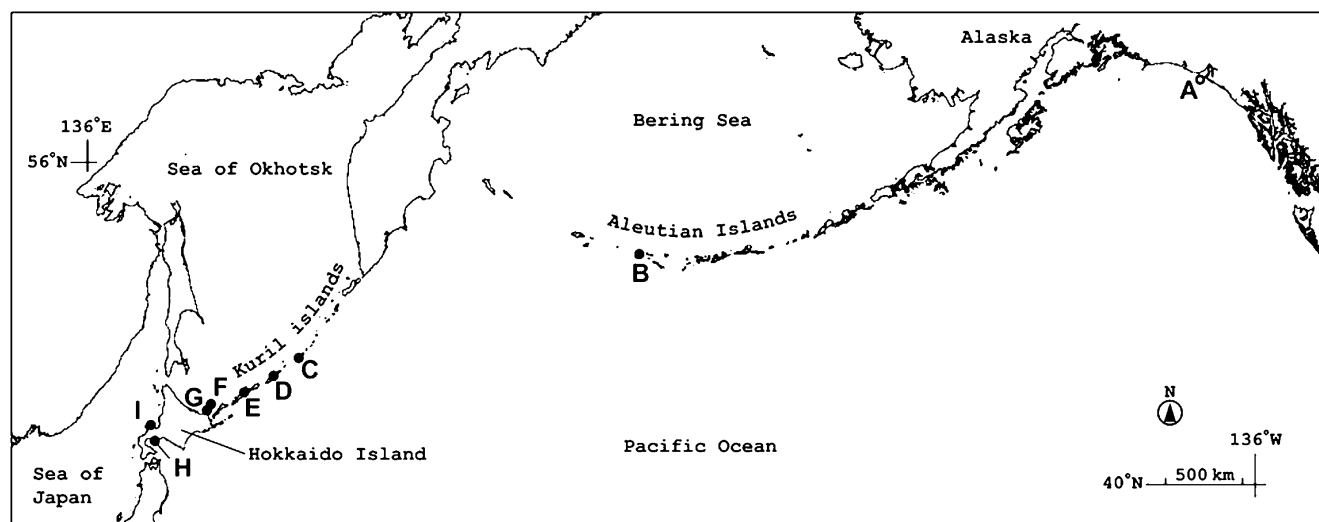 Alaska
A
136°E
56°N
Bering Sea
Sea of Okhotsk
Aleutian Islands
B
Kuril islands
C
D
E
F
G
I
H
N
Hokkaido Island
Pacific Ocean
136°W
Sea of
Japan
40°N
500 km